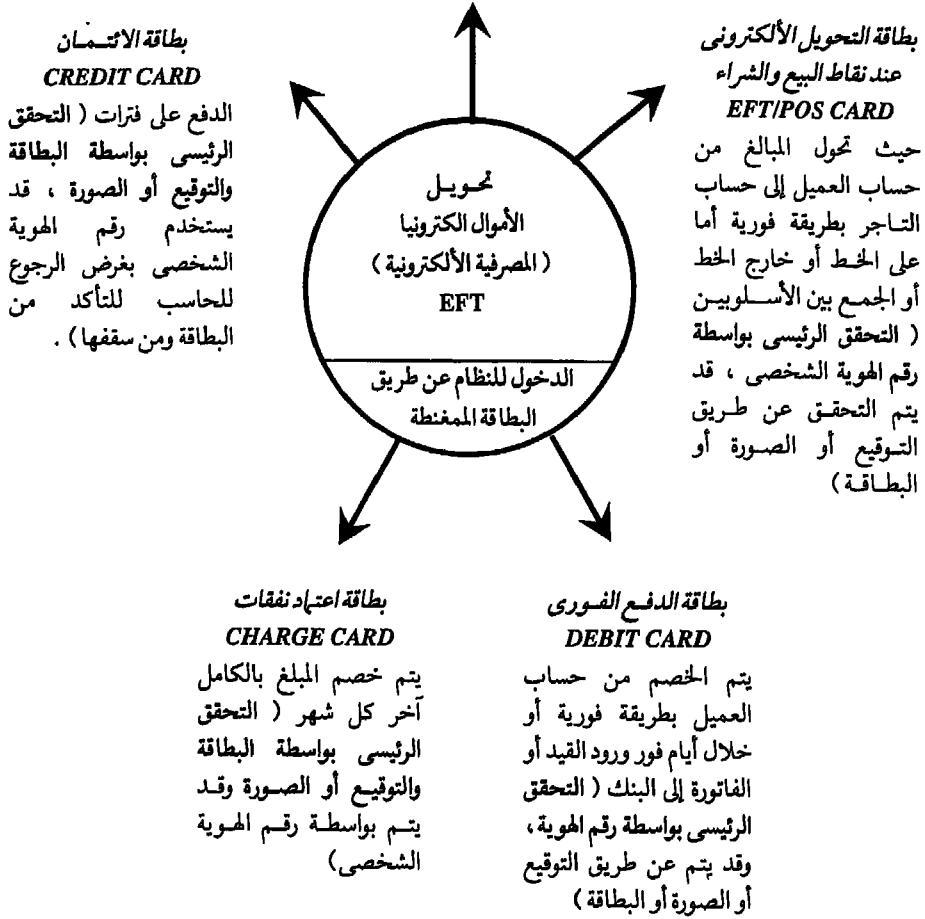 بطاقة التحويل الألكترونى
عند نقاط البيع والشراء
EFT/POS CARD
حيث تحول المبالغ من
حساب العميل إلى حساب
التاجر بطريقة فورية أما
على الخط أو خارج الخط
أو الجمع بين الأسلوبين
( التحقق الرئيسى بواسطة
رقم الهوية الشخصى ، قد
يتم التحقق عن طريق
التوقيع أو الصورة أو
البطاقة )
بطاقة الائتمان
CREDIT CARD
الدفع على فترات ( التحقق
الرئيسى بواسطة البطاقة
والتوقيع أو الصورة ، قد
يستخدم رقم الهوية
الشخصى بغرض الرجوع
للحاسب للتأكد من
البطاقة ومن سقفها ) .
تحويل
الأموال الكترونيا
( المصرفية الألكترونية )
EFT
الدخول للنظام عن طريق
البطاقة الممغنطة
بطاقة الدفع الفورى
DEBIT CARD
يتم الخصم من حساب
العميل بطريقة فورية أو
خلال أيام فور ورود القيد أو
الفاتورة إلى البنك ( التحقق
الرئيسى بواسطة رقم الهوية ،
وقد يتم عن طريق التوقيع
أو الصورة أو البطاقة )
بطاقة اعتماد نفقات
CHARGE CARD
يتم خصم المبلغ بالكامل
آخر كل شهر ( التحقق
الرئيسى بواسطة البطاقة
والتوقيع أو الصورة وقد
يتم بواسطة رقم الهوية
الشخصى )